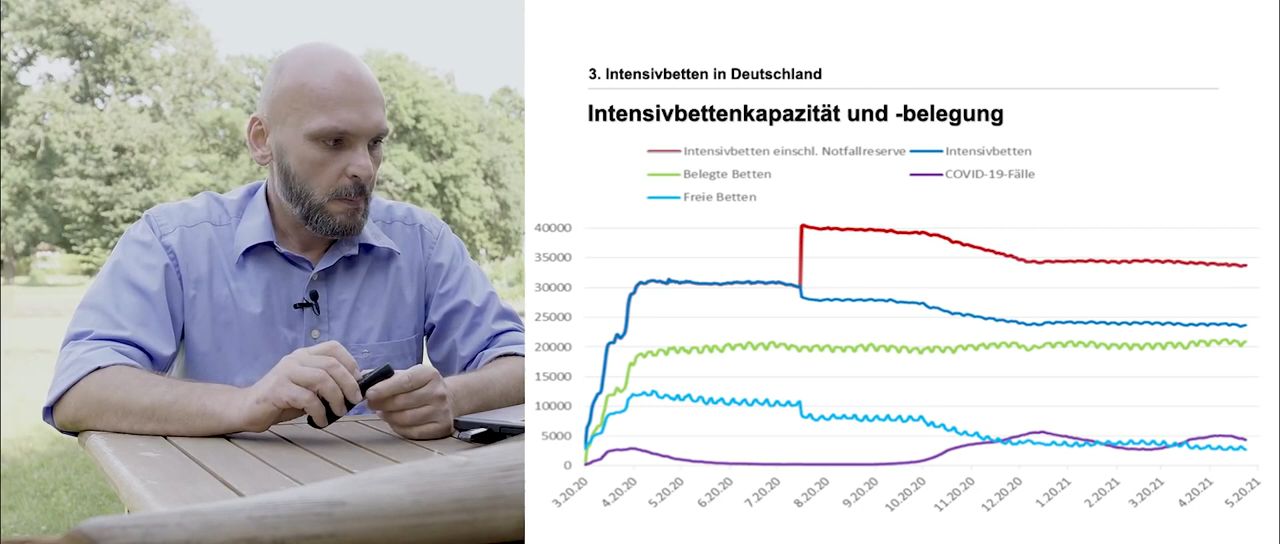 3. Intensivbetten in Deutschland
Intensivbettenkapazität und -belegung
Intensivbetten einschl. Notfallreserve Intensivbetten
Belegte Betten COVID-19-Fälle
Freie Betten
40000
35000
30000
25000
20000
15000
10000
5000
0
3.20.20 4.20.20 5.20.20 6.20.20 7.20.20 8.20.20 9.20.20 10.20.20 11.20.20 12.20.20 1.20.21 2.20.21 3.20.21 4.20.21 5.20.21